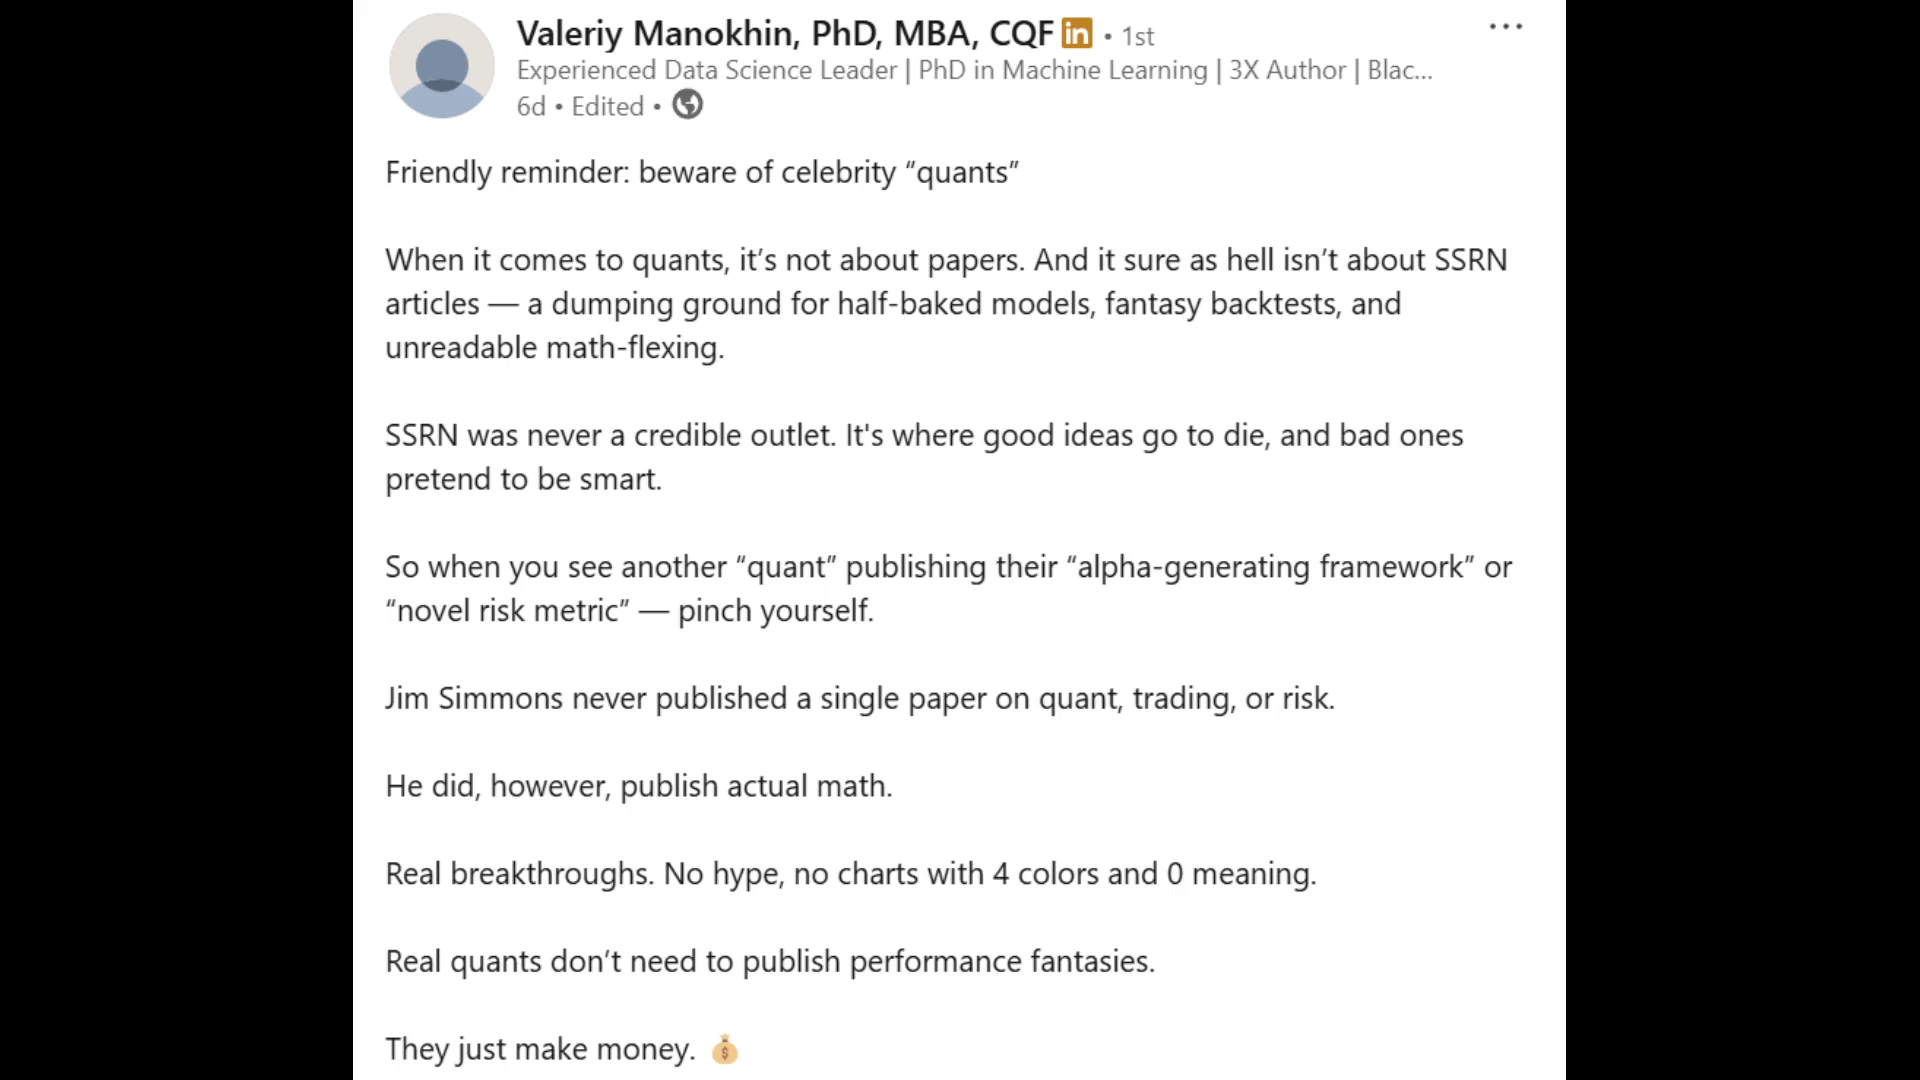 Valeriy Manokhin, PhD, MBA, CQF in • 1st
Experienced Data Science Leader | PhD in Machine Learning | 3X Author | Blac...
6d • Edited •
Friendly reminder: beware of celebrity “quants”
When it comes to quants, it’s not about papers. And it sure as hell isn’t about SSRN
articles — a dumping ground for half-baked models, fantasy backtests, and
unreadable math-flexing.
SSRN was never a credible outlet. It's where good ideas go to die, and bad ones
pretend to be smart.
So when you see another “quant” publishing their “alpha-generating framework” or
“novel risk metric” — pinch yourself.
Jim Simmons never published a single paper on quant, trading, or risk.
He did, however, publish actual math.
Real breakthroughs. No hype, no charts with 4 colors and 0 meaning.
Real quants don’t need to publish performance fantasies.
They just make money. 💰